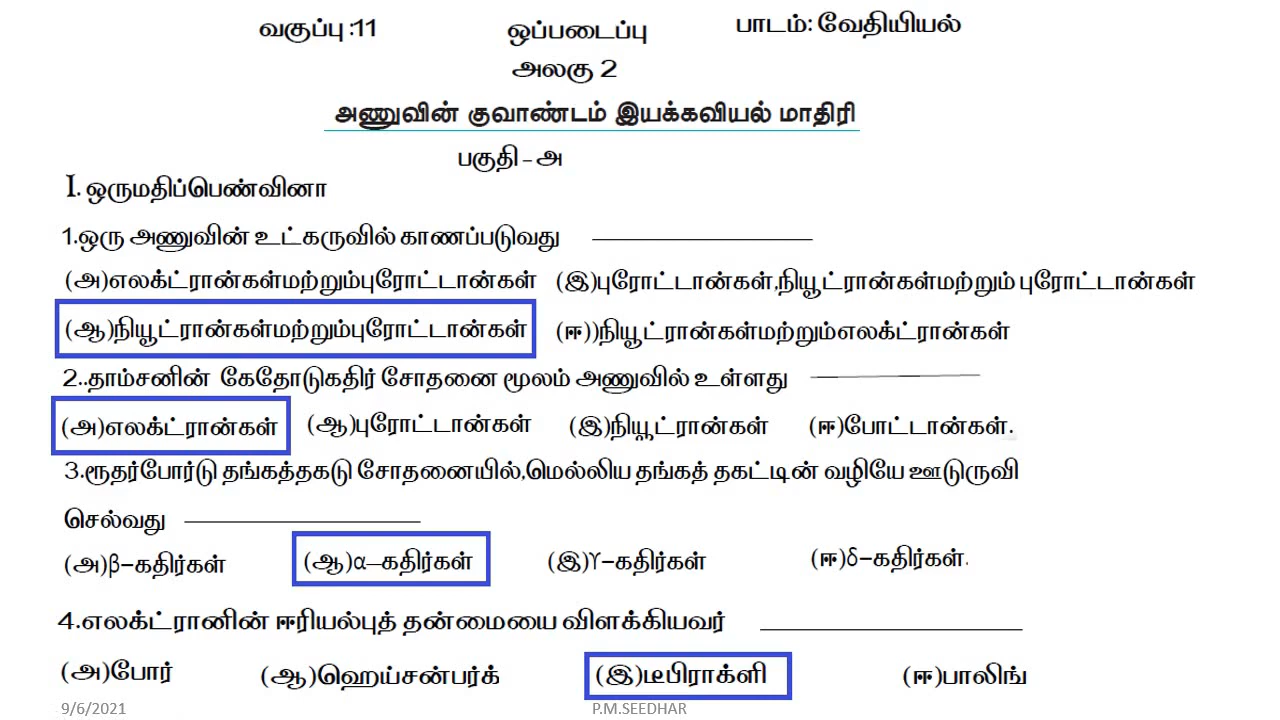 வகுப்பு :11 ஒப்படைப்பு பாடம்: வேதியியல்
அலகு 2
அணுவின் குவாண்டம் இயக்கவியல் மாதிரி
பகுதி – அ
I. ஒருமதிப்பெண்வினா
1.ஒரு அணுவின் உட்கருவில் காணப்படுவது
(அ)எலக்ட்ரான்கள்மற்றும்புரோட்டான்கள் (இ)புரோட்டான்கள்,நியூட்ரான்கள்மற்றும் புரோட்டான்கள்
(ஆ)நியூட்ரான்கள்மற்றும்புரோட்டான்கள் (ஈ))நியூட்ரான்கள்மற்றும்எலக்ட்ரான்கள்
2..தாம்சனின் கேதோடுகதிர் சோதனை மூலம் அணுவில் உள்ளது
(அ)எலக்ட்ரான்கள் (ஆ)புரோட்டான்கள் (இ)நியூட்ரான்கள் (ஈ)போட்டான்கள்.
3.ரூதர்போர்டு தங்கத்தகடு சோதனையில்,மெல்லிய தங்கத் தகட்டின் வழியே ஊடுருவி
செல்வது
(அ)β–கதிர்கள் (ஆ)α–கதிர்கள் (இ)ϒ–கதிர்கள் (ஈ)δ–கதிர்கள்.
4.எலக்ட்ரானின் ஈரியல்புத் தன்மையை விளக்கியவர்
(அ)போர் (ஆ)ஹெய்சன்பர்க் (இ)டீபிராக்ளி (ஈ)பாலிங்
9/6/2021 P.M.SEEDHAR